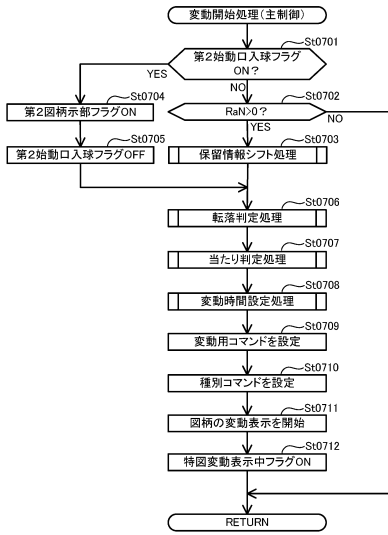 変動開始処理(主制御)
St0701
第2始動口入球フラグ
ON?
YES
NO
St0704
第2図柄示部フラグON
St0702
RaN>0?
NO
YES
St0705
第2始動口入球フラグOFF
St0703
保留情報シフト処理
St0706
転落判定処理
St0707
当たり判定処理
St0708
変動時間設定処理
St0709
変動用コマンドを設定
St0710
種別コマンドを設定
St0711
図柄の変動表示を開始
St0712
特図変動表示中フラグON
RETURN